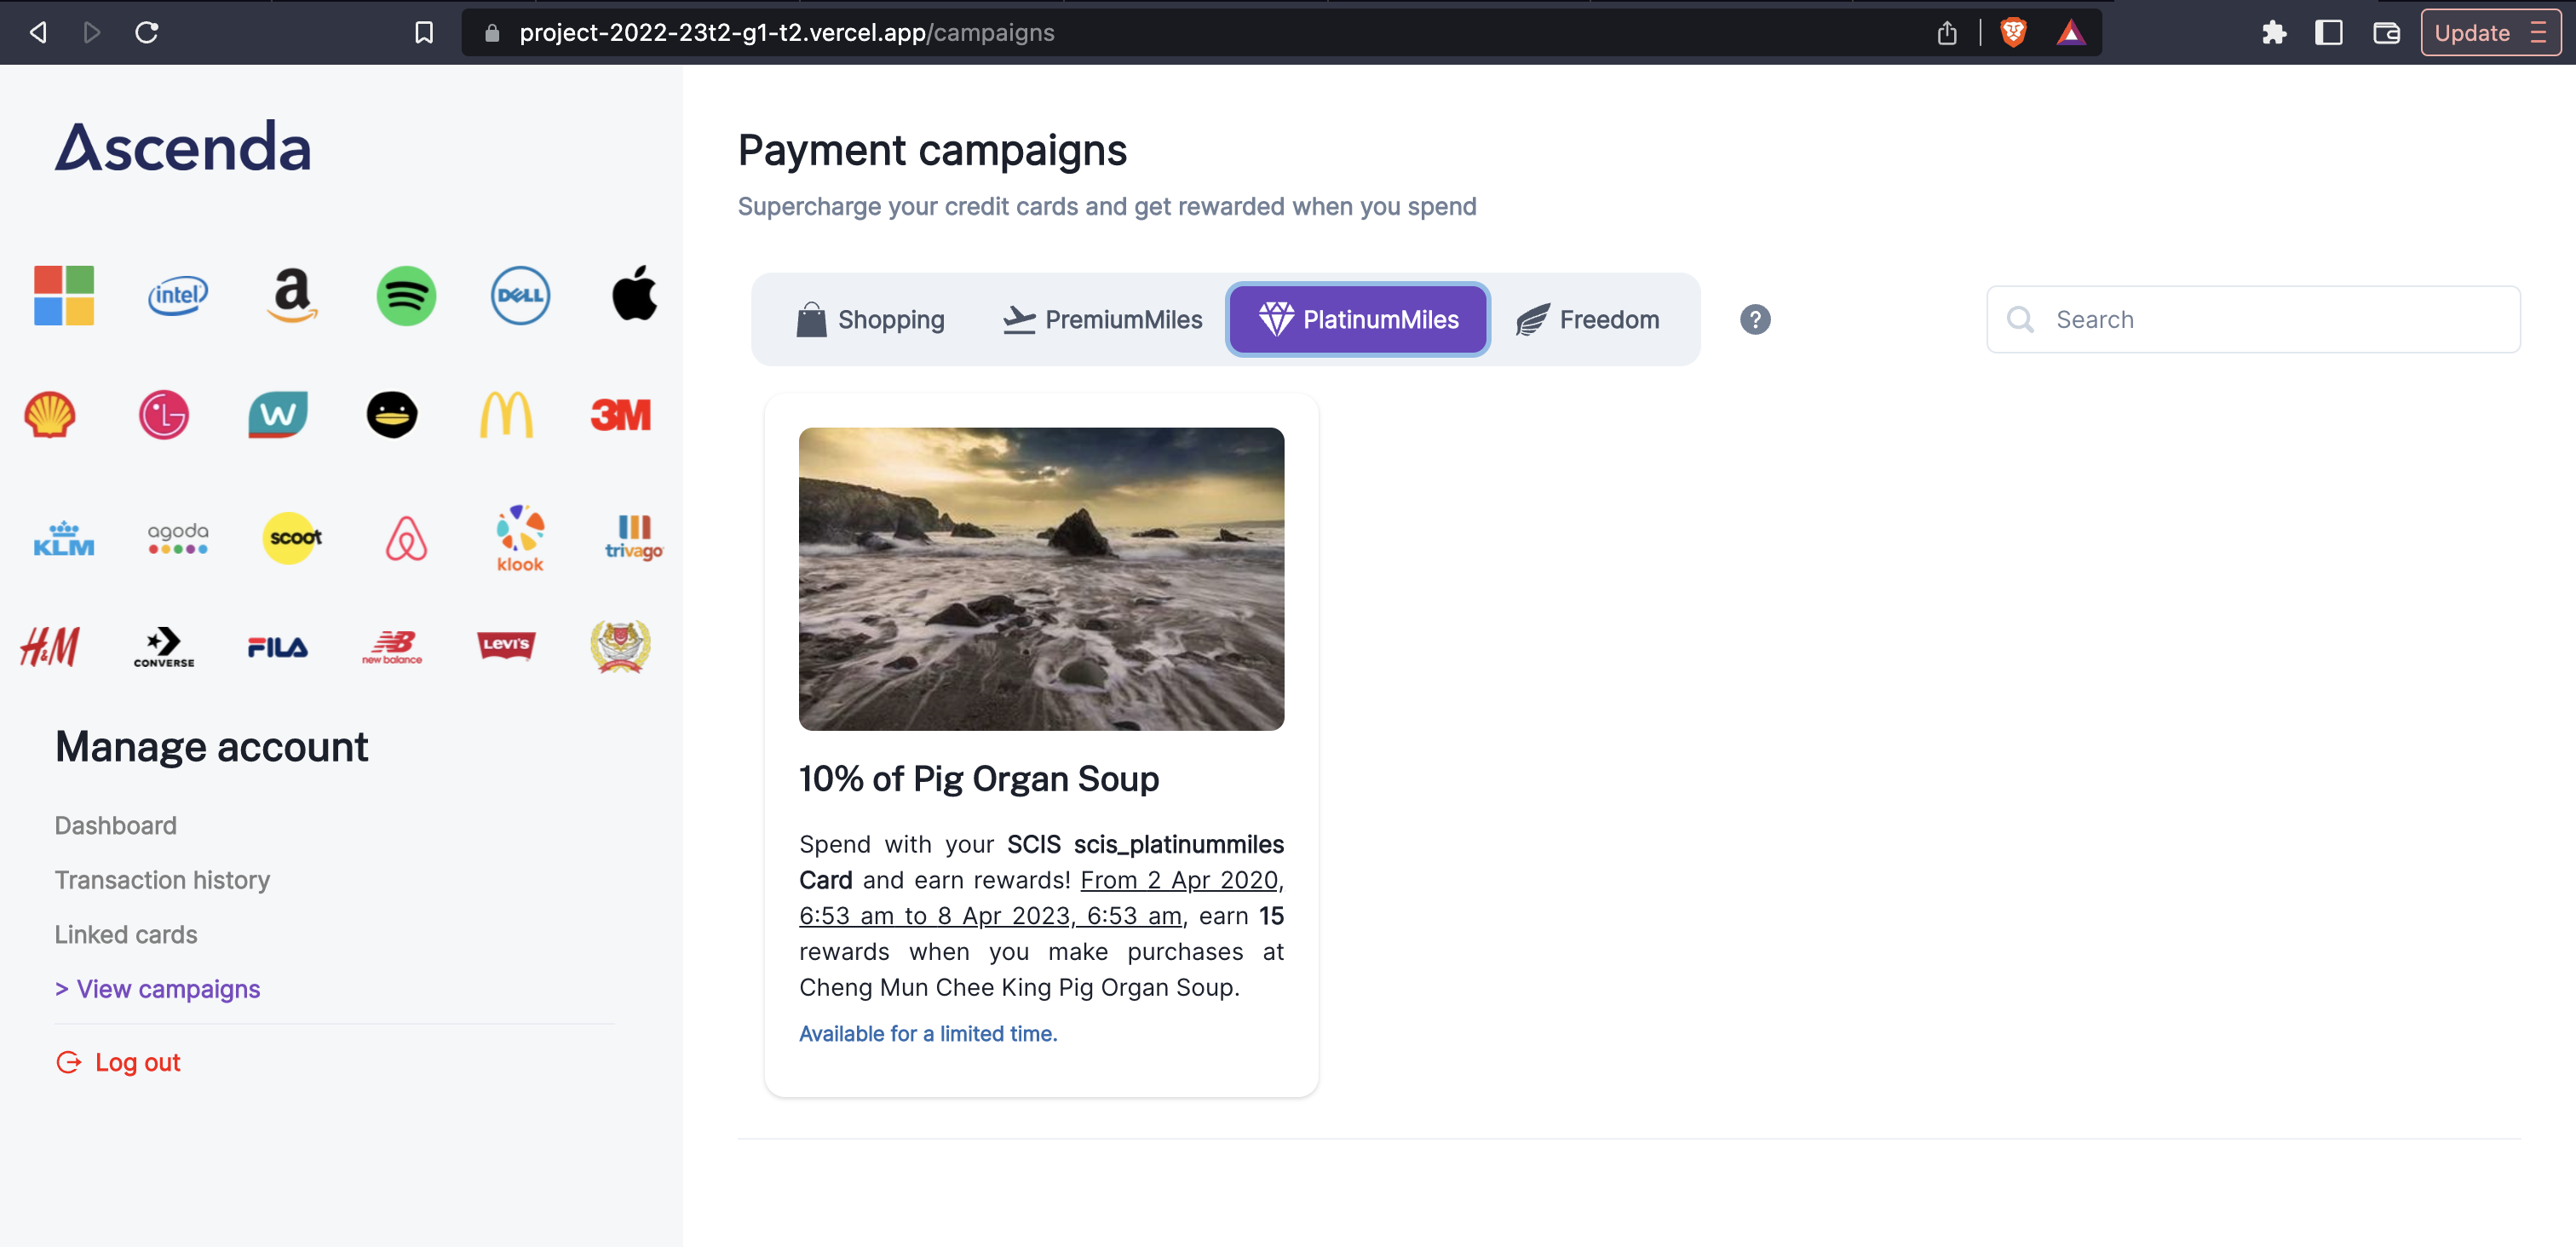 project-2022-23t2-g1-t2.vercel.app/campaigns
Update
Ascenda
intel
a
DELL
LG
W
3M
KLM
agoda
scoot
klook
trivago
H&M
CONVERSE
FILA
NB
new balance
LEVI'S
Manage account
Dashboard
Transaction history
Linked cards
> View campaigns
Log out
Payment campaigns
Supercharge your credit cards and get rewarded when you spend
Shopping
PremiumMiles
PlatinumMiles
Freedom
?
Search
10% of Pig Organ Soup
Spend with your SCIS scis_platinummiles
Card and earn rewards! From 2 Apr 2020,
6:53 am to 8 Apr 2023, 6:53 am, earn 15
rewards when you make purchases at
Cheng Mun Chee King Pig Organ Soup.
Available for a limited time.